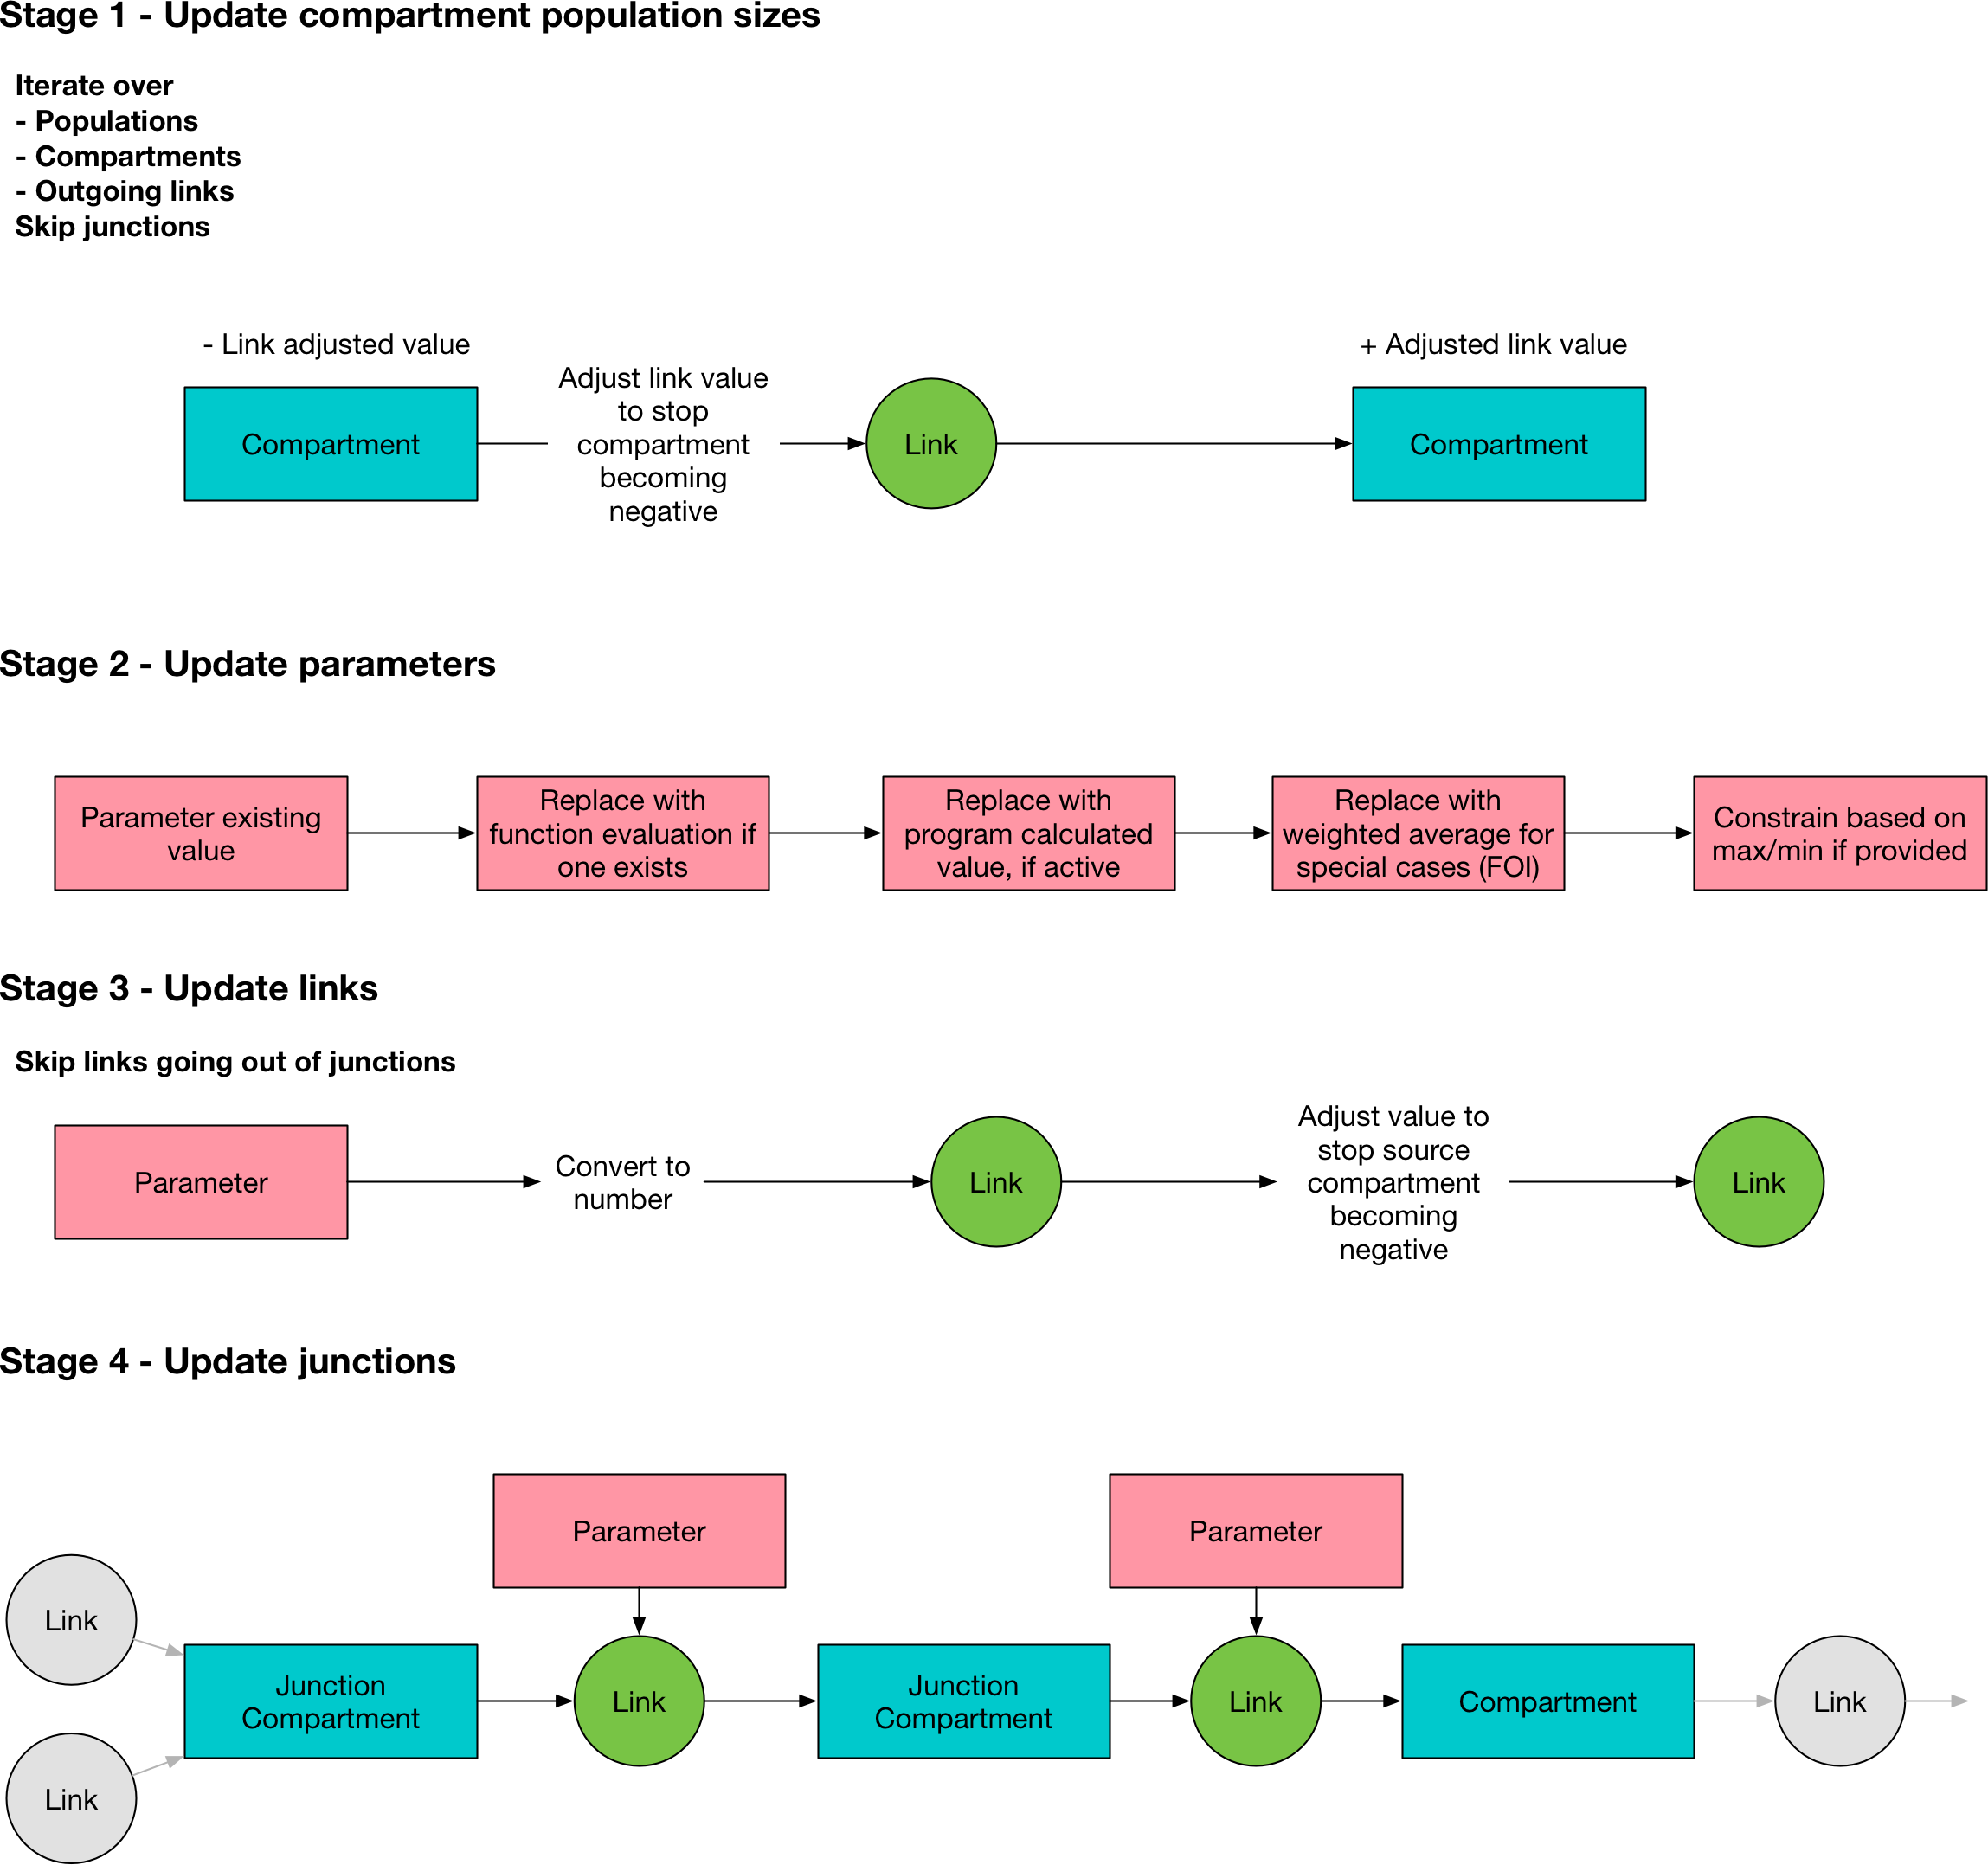 Stage 1 - Update compartment population sizes
Iterate over
- Populations
- Compartments
- Outgoing links
Skip junctions
- Link adjusted value
+ Adjusted link value
Compartment
Adjust link value
to stop
compartment
becoming
negative
Link
Compartment
Stage 2 - Update parameters
Parameter existing
value
Replace with
function evaluation if
one exists
Replace with
program calculated
value, if active
Replace with
weighted average for
special cases (FOI)
Constrain based on
max/min if provided
Stage 3 - Update links
Skip links going out of junctions
Parameter
Convert to
number
Link
Adjust value to
stop source
compartment
becoming
negative
Link
Stage 4 - Update junctions
Parameter
Parameter
Link
Link
Junction
Compartment
Link
Junction
Compartment
Link
Compartment
Link